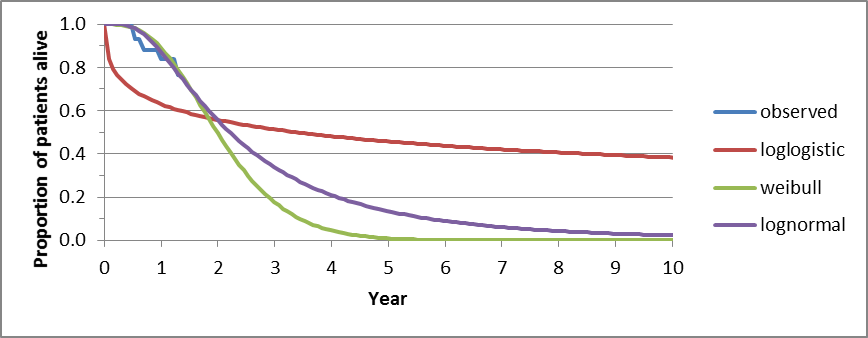 Proportion of patients alive
1.0
0.8
0.6
0.4
0.2
0.0
0 1 2 3 4 5 6 7 8 9 10
Year
observed
loglogistic
weibull
lognormal